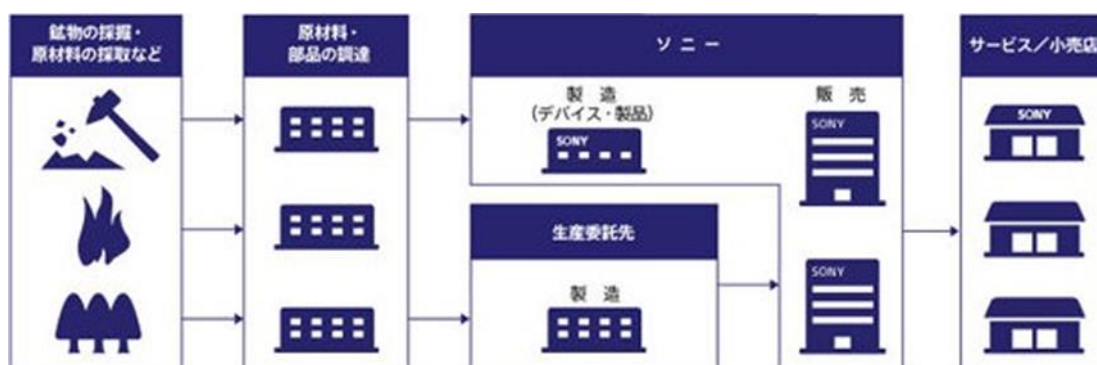 鉱物の採掘・
原材料の採取など
原材料・
部品の調達
ソニー
サービス/小売店
製造
(デバイス・製品)
SONY
販売
SONY
SONY
生産委託先
製造
SONY